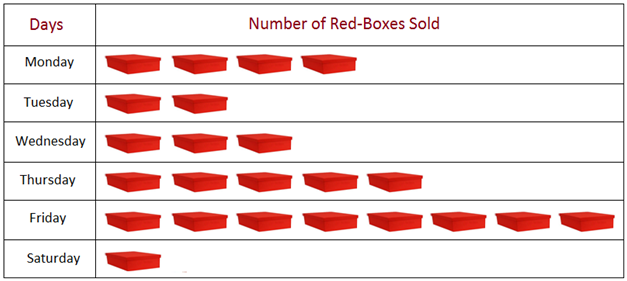 Days
Number of Red-Boxes Sold
Monday
Tuesday
Wednesday
Thursday
Friday
Saturday